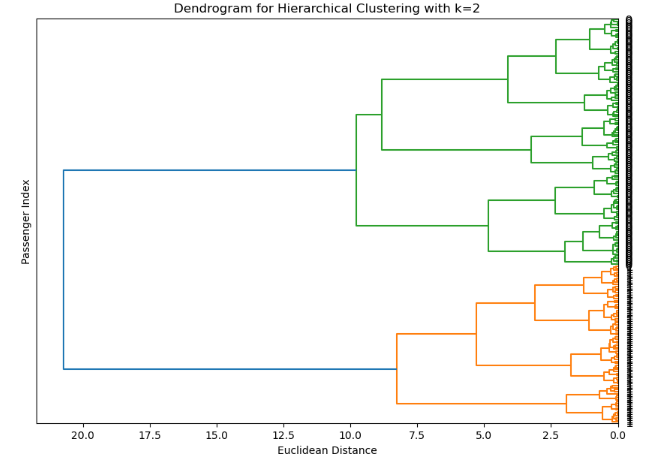 Dendrogram for Hierarchical Clustering with k=2
Passenger Index
20.0 17.5 15.0 12.5 10.0 7.5 5.0 2.5 0.0
Euclidean Distance